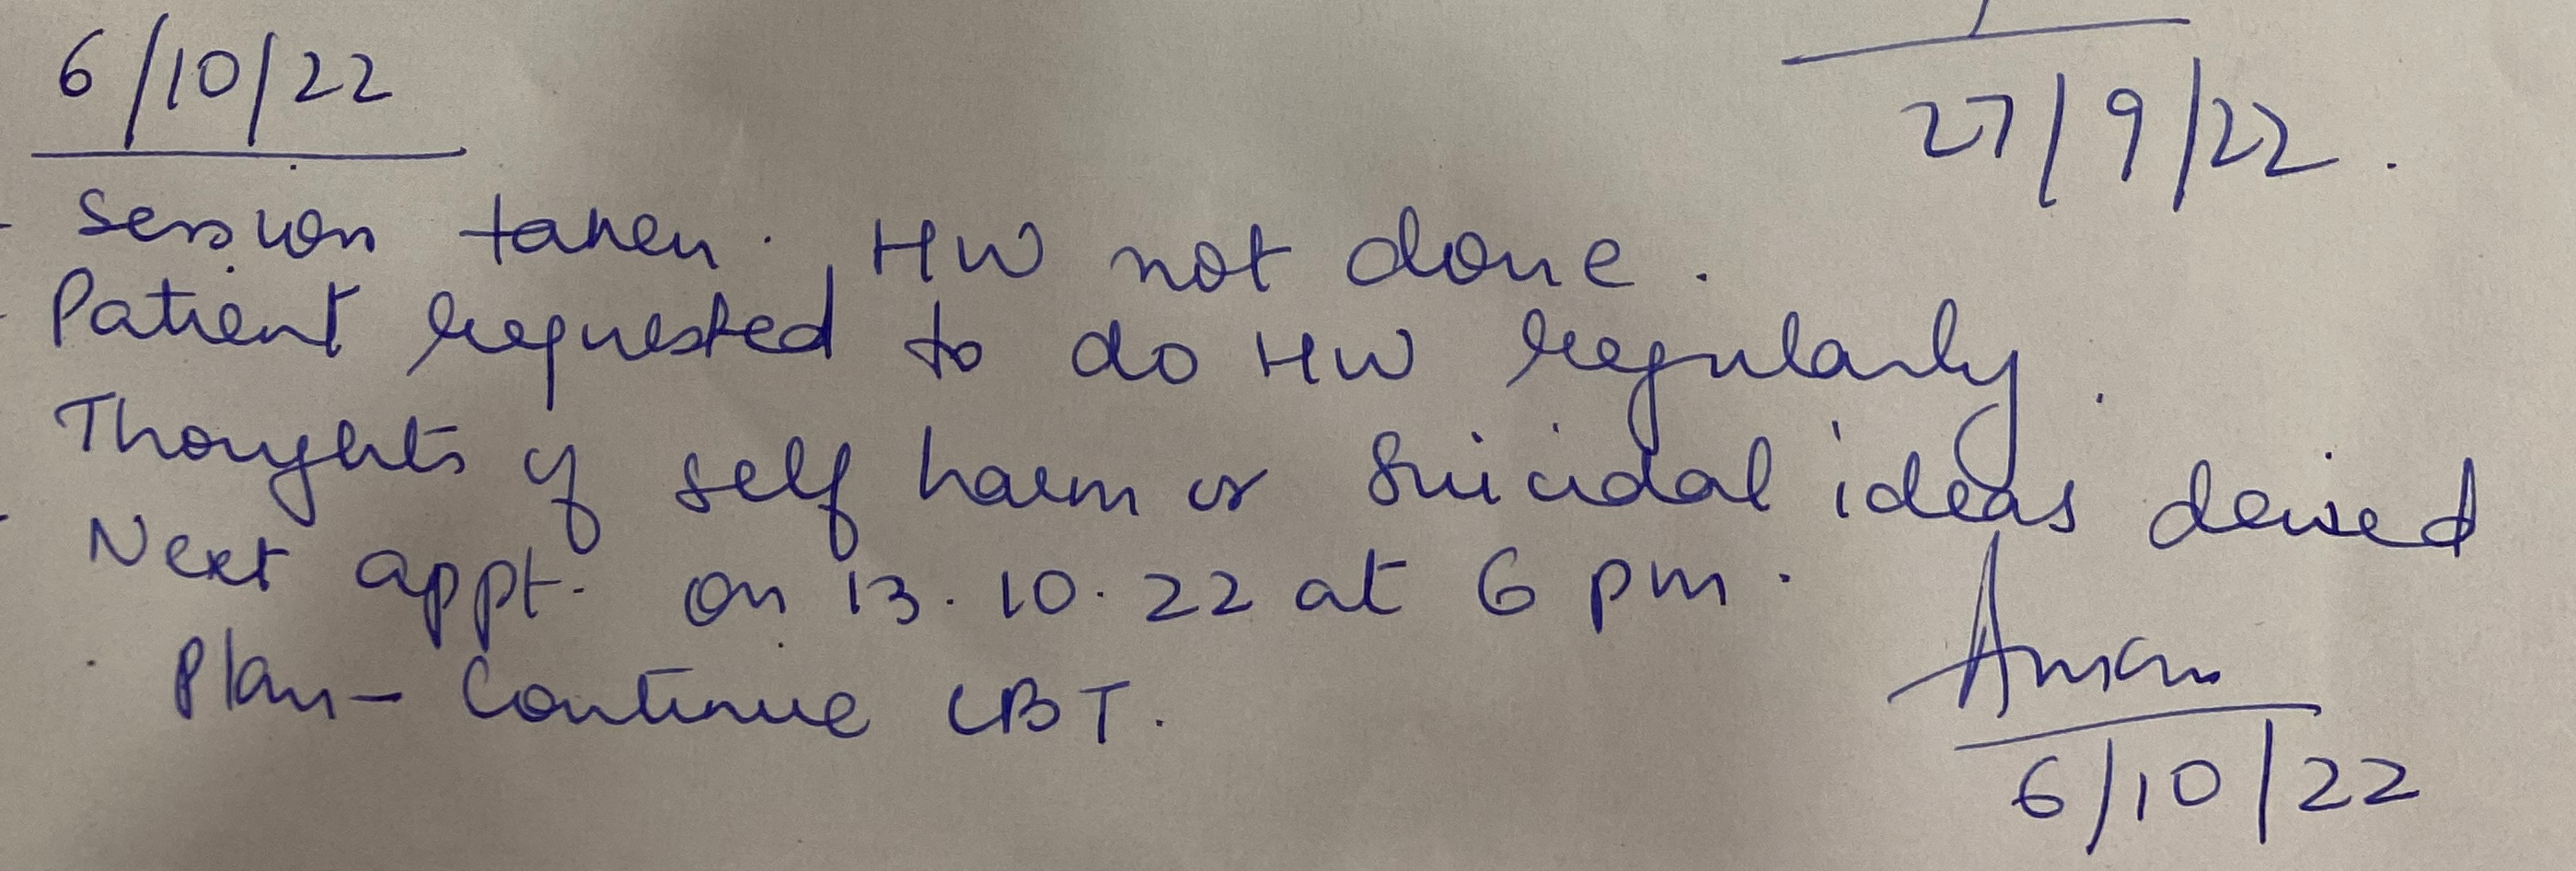 27/9/22.
6/10/22
- Session taken. HW not done.
- Patient requested to do HW regularly.
Thoughts of self harm or suicidal ideas denied
- Next appt. on 13.10.22 at 6 pm.
. Plan - Continue CBT.
6/10/22